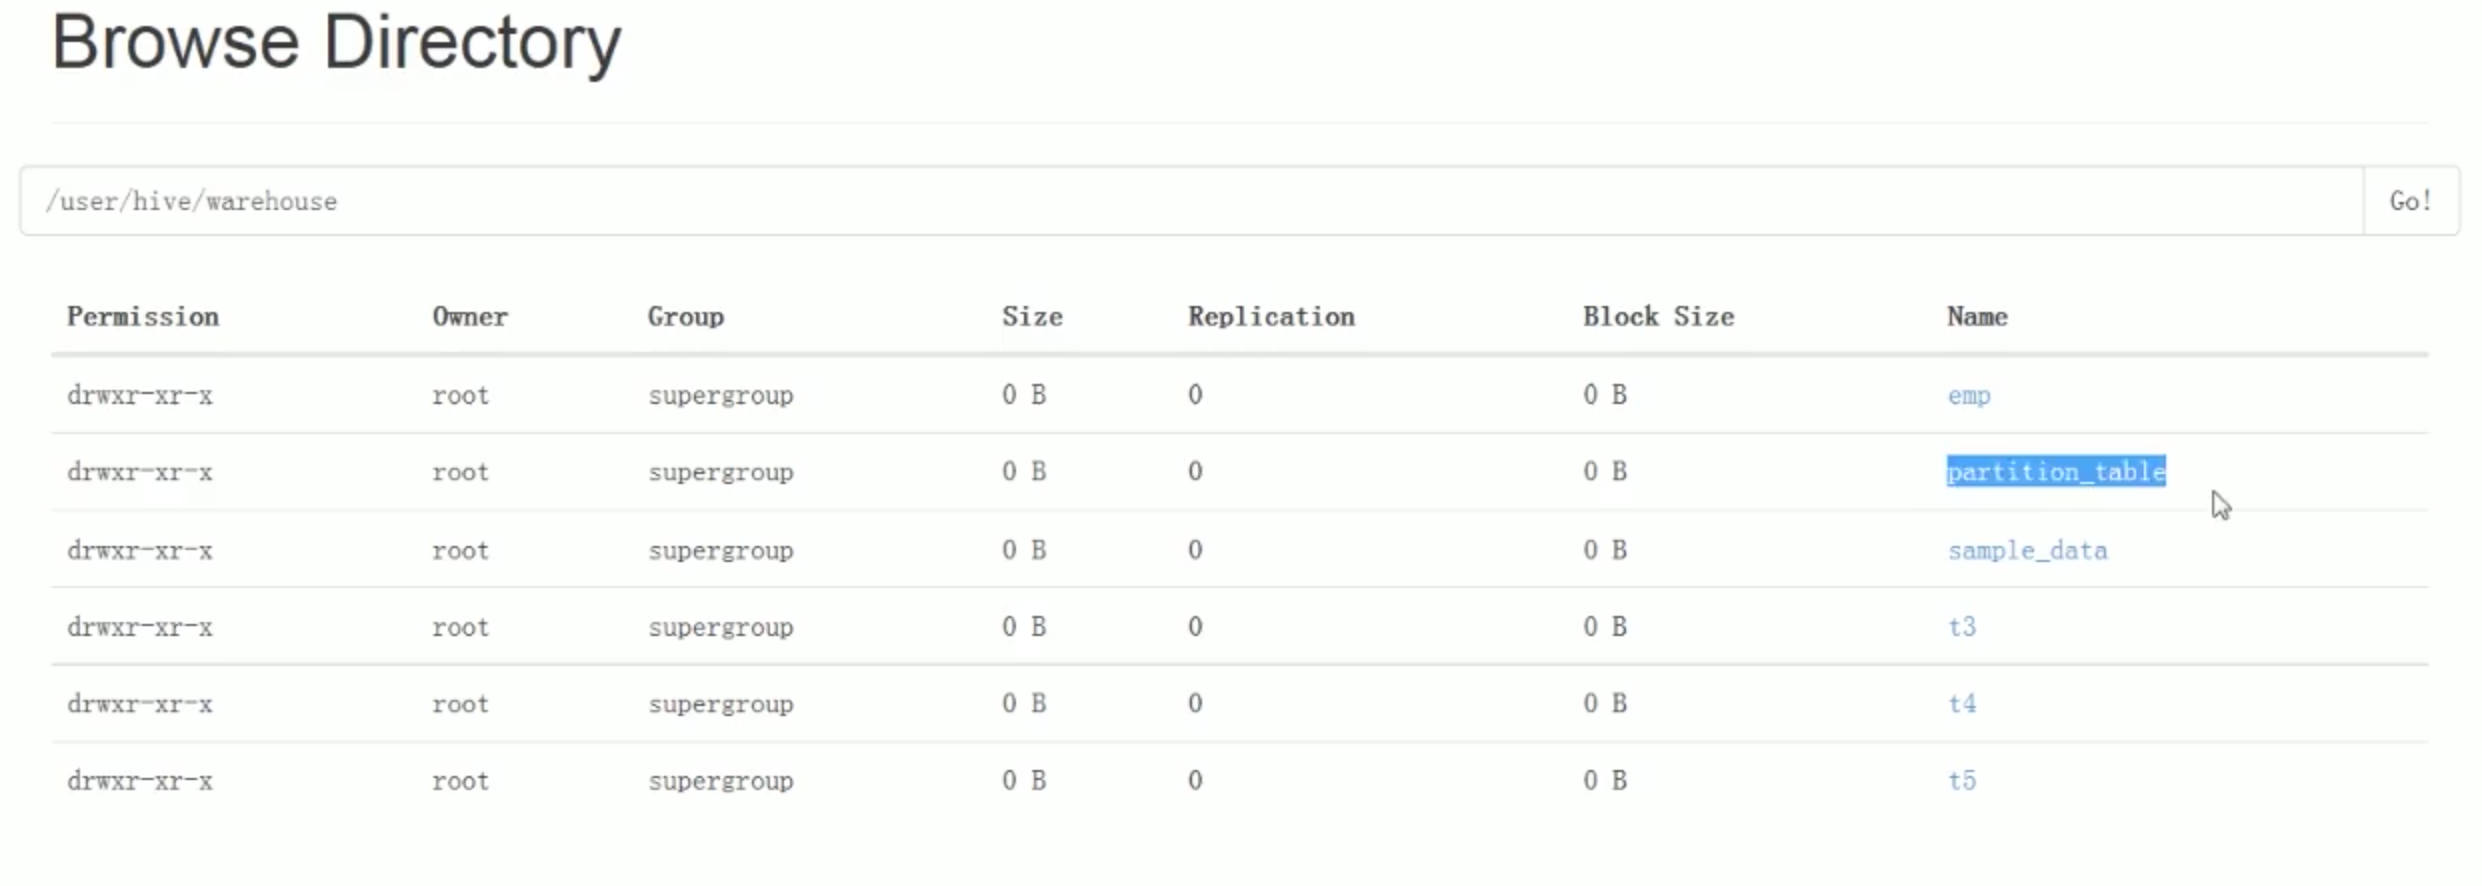 Browse Directory
/user/hive/warehouse Go!
Permission Owner Group Size Replication Block Size Name
drwxr-xr-x root supergroup 0 B 0 0 B emp
drwxr-xr-x root supergroup 0 B 0 0 B partition_table
drwxr-xr-x root supergroup 0 B 0 0 B sample_data
drwxr-xr-x root supergroup 0 B 0 0 B t3
drwxr-xr-x root supergroup 0 B 0 0 B t4
drwxr-xr-x root supergroup 0 B 0 0 B t5